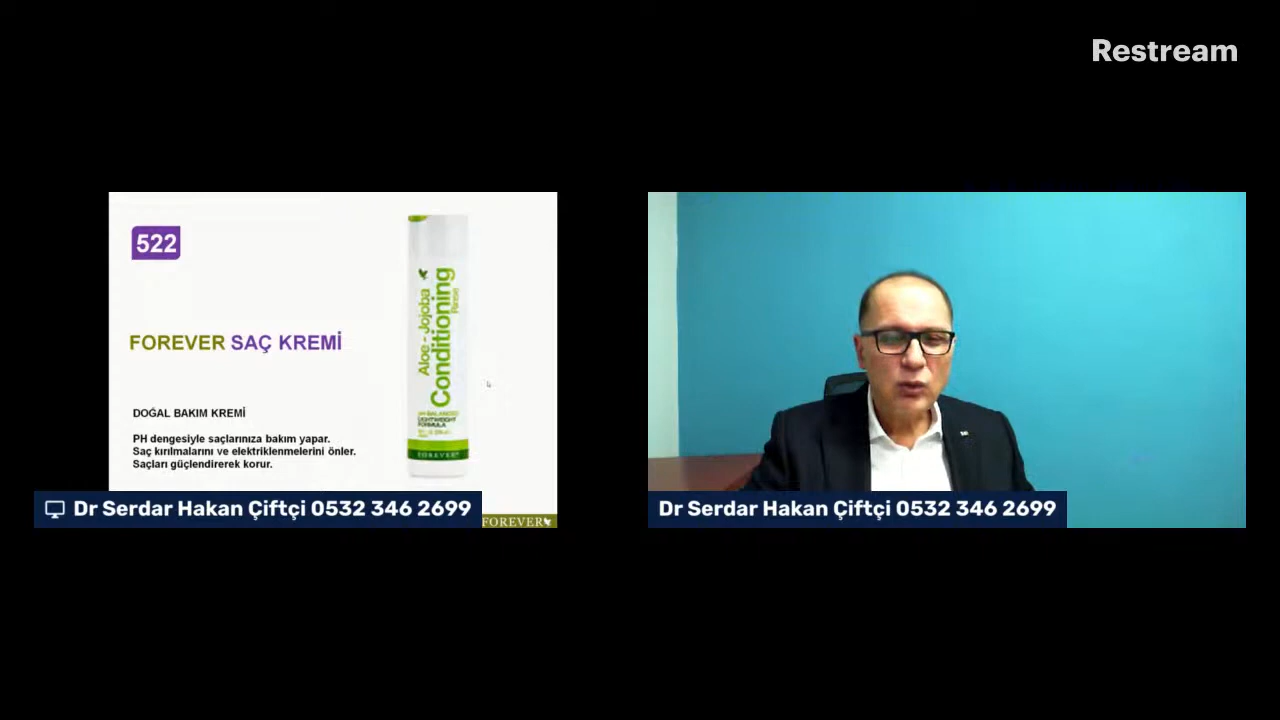 Restream
522
FOREVER SAÇ KREMİ
DOĞAL BAKIM KREMİ
PH dengesiyle saçlarınıza bakım yapar.
Saç kırılmalarını ve elektriklenmelerini önler.
Saçları güçlendirerek korur.
Aloe - Jojoba
Conditioning
Rinse
PH BALANCED
LIGHTWEIGHT
FORMULA
FOREVER
Dr Serdar Hakan Çiftçi 0532 346 2699
FOREVER
Dr Serdar Hakan Çiftçi 0532 346 2699